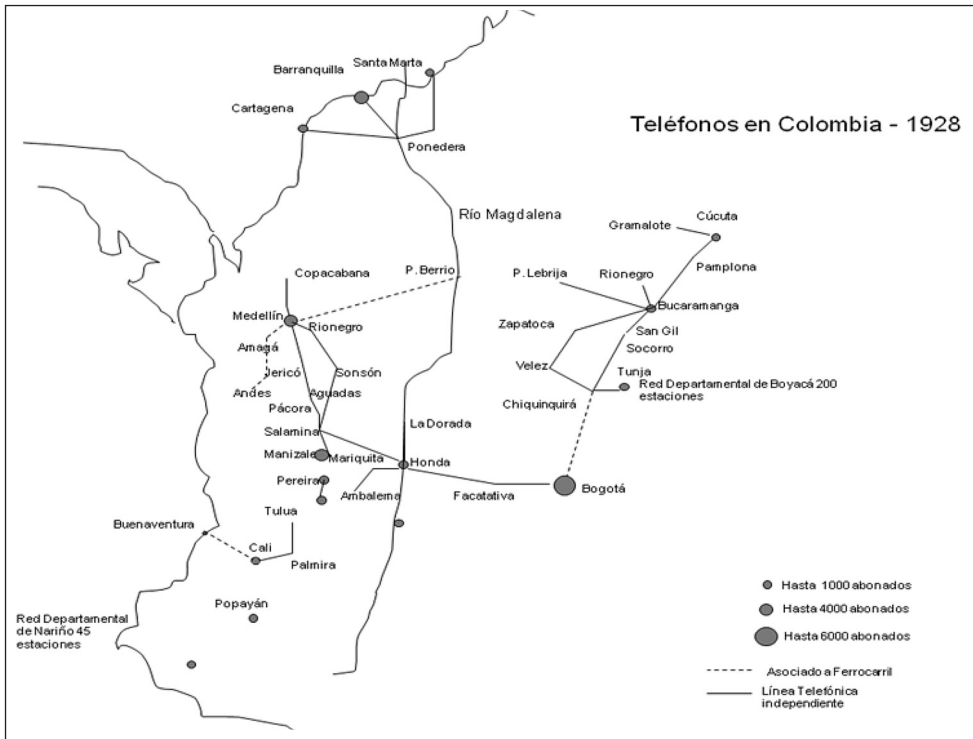 Teléfonos en Colombia - 1928
Santa Marta
Barranquilla
Cartagena
Ponedera
Río Magdalena
Cúcuta
Gramalote
Pamplona
Copacabana
P. Berrio
P. Lebrija
Rionegro
Bucaramanga
Medellín
Rionegro
Zapatoca
San Gil
Amagá
Socorro
Velez
Tunja
Jericó
Sonsón
Andes
Aguadas
Red Departamental de Boyacá 200
estaciones
Chiquinquirá
Pácora
Salamina
La Dorada
Manizale
Mariquita
Honda
Pereira
Ambalema
Facatativa
Bogotá
Tulua
Buenaventura
Cali
Palmira
Popayán
Red Departamental
de Nariño 45
estaciones
Hasta 1000 abonados
Hasta 4000 abonados
Hasta 6000 abonados
Asociado a Ferrocarril
Línea Telefónica
independiente